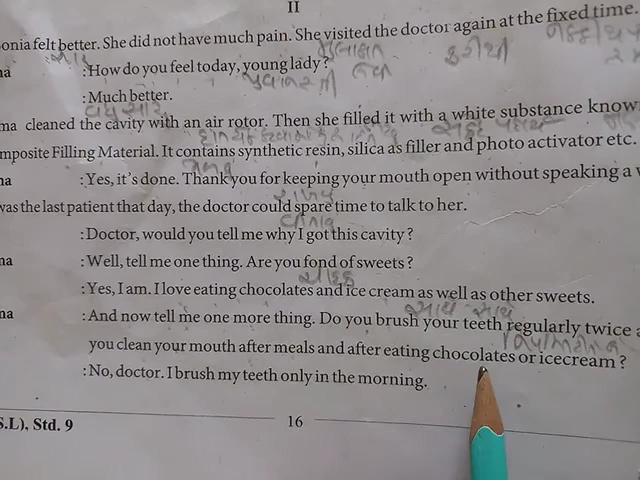 II
onia felt better. She did not have much pain. She visited the doctor again at the fixed time.
na : How do you feel today, young lady?
: Much better.
ma cleaned the cavity with an air rotor. Then she filled it with a white substance know
mposite Filling Material. It contains synthetic resin, silica as filler and photo activator etc.
na : Yes, it's done. Thank you for keeping your mouth open without speaking a
was the last patient that day, the doctor could spare time to talk to her.
: Doctor, would you tell me why I got this cavity?
na : Well, tell me one thing. Are you fond of sweets?
: Yes, I am. I love eating chocolates and ice cream as well as other sweets.
na : And now tell me one more thing. Do you brush your teeth regularly twice
you clean your mouth after meals and after eating chocolates or icecream?
: No, doctor. I brush my teeth only in the morning.
S.L), Std. 9 16